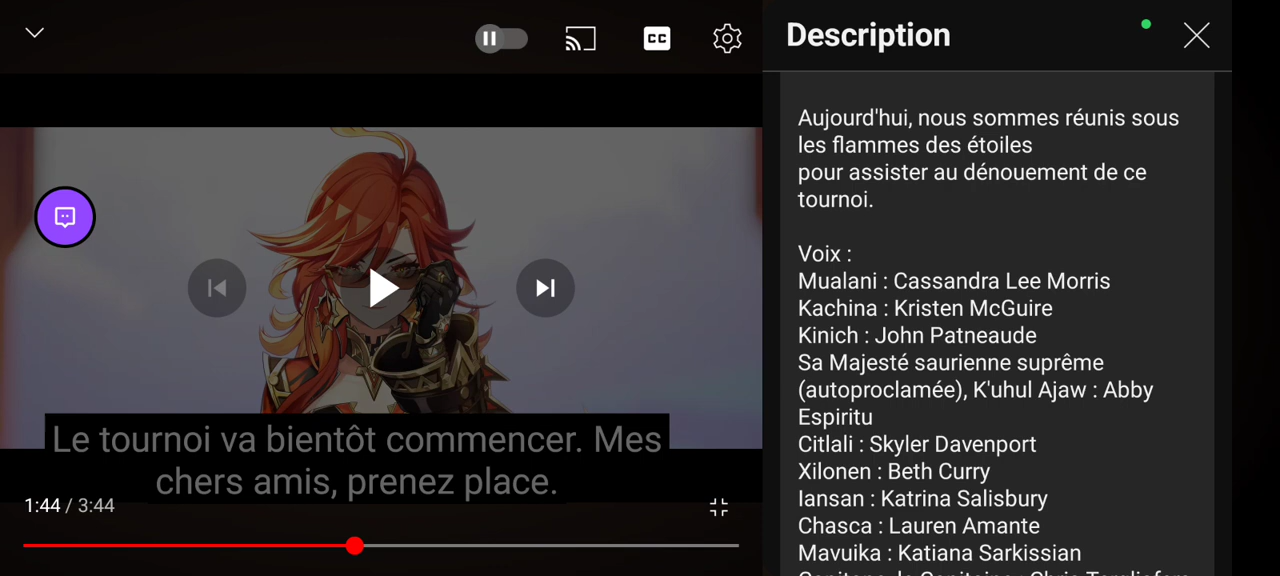 CC
Description
Aujourd'hui, nous sommes réunis sous
les flammes des étoiles
pour assister au dénouement de ce
tournoi.
Voix :
Mualani : Cassandra Lee Morris
Kachina : Kristen McGuire
Kinich : John Patneaude
Sa Majesté saurienne suprême
(autoproclamée), K'uhul Ajaw : Abby
Espiritu
Citlali : Skyler Davenport
Xilonen : Beth Curry
Iansan : Katrina Salisbury
Chasca : Lauren Amante
Mavuika : Katiana Sarkissian
Le tournoi va bientôt commencer. Mes
chers amis, prenez place.
1:44 / 3:44